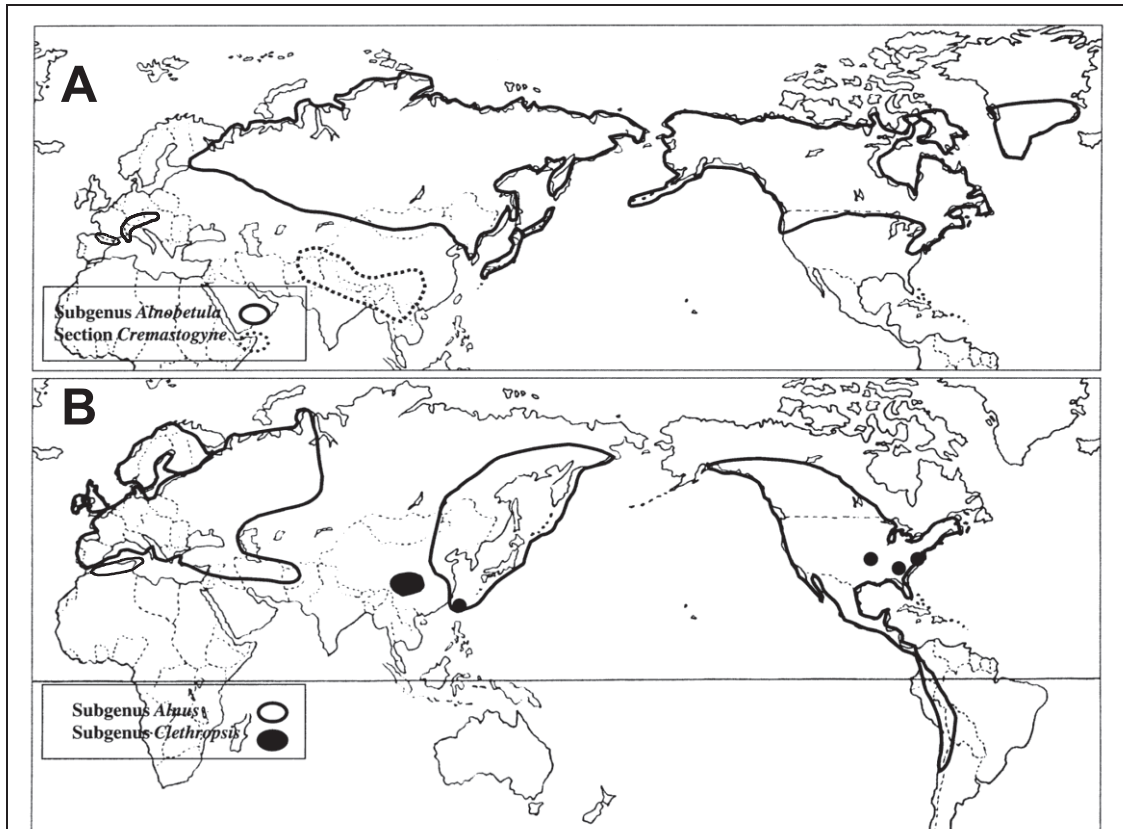 A
Subgenus Alnobetula
Section Cremastogyne
B
Subgenus Alnus
Subgenus Clethropsis